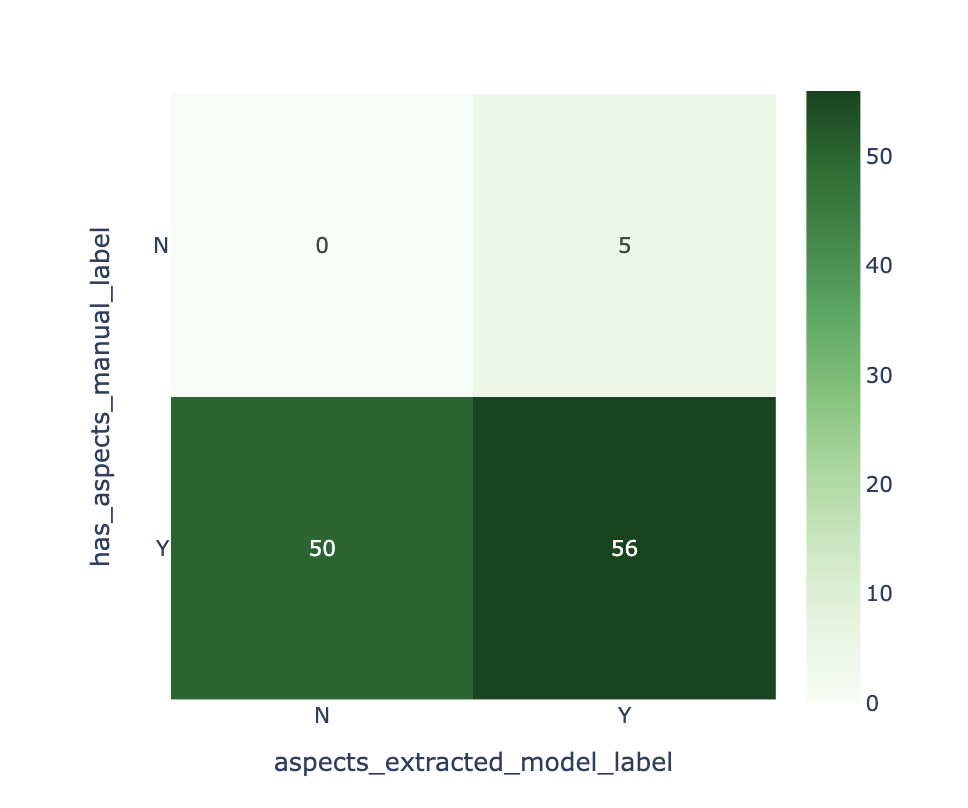 has_aspects_manual_label
N
0
5
Y
50
56
N
Y
aspects_extracted_model_label
50
40
30
20
10
0